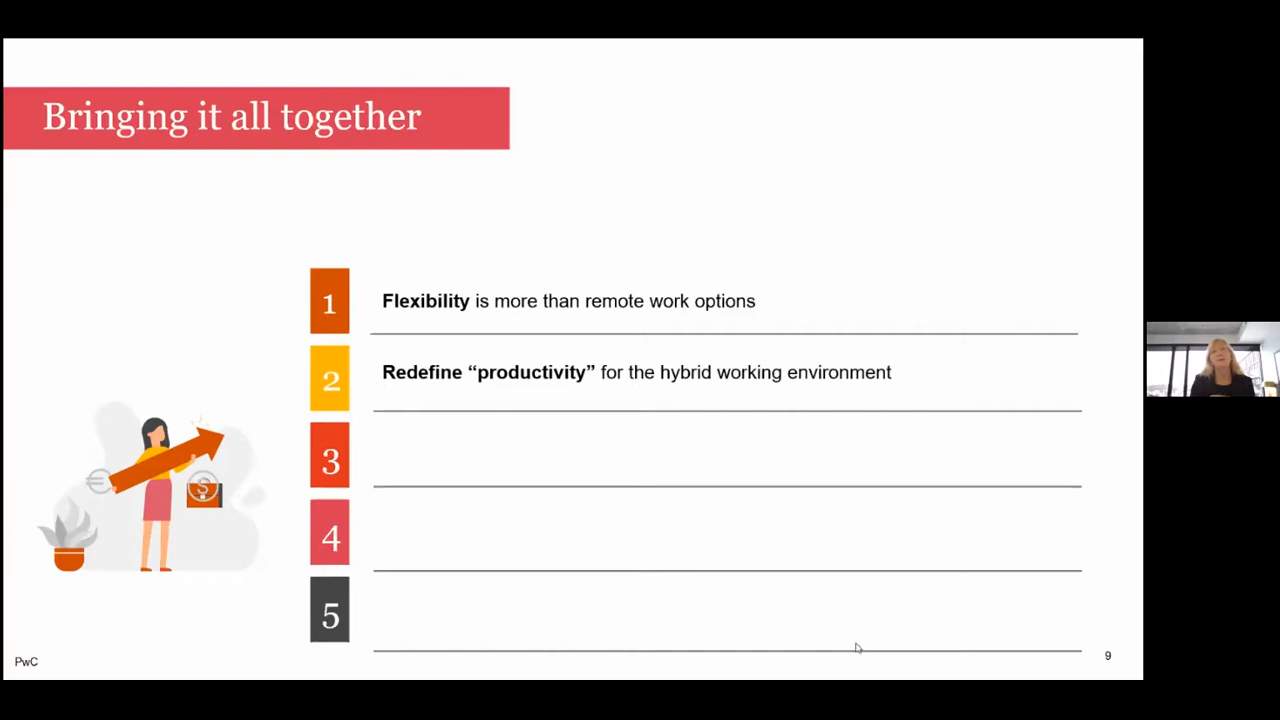 Bringing it all together
1
Flexibility is more than remote work options
2
Redefine “productivity” for the hybrid working environment
3
4
5
PwC
9
€
$